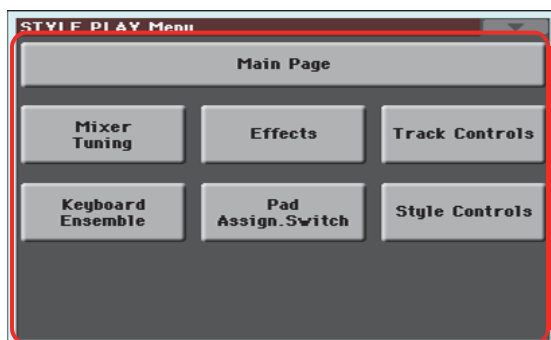 STYLE PLAY Menu
Main Page
Mixer
Tuning
Effects
Track Controls
Keyboard
Ensemble
Pad
Assign.Switch
Style Controls